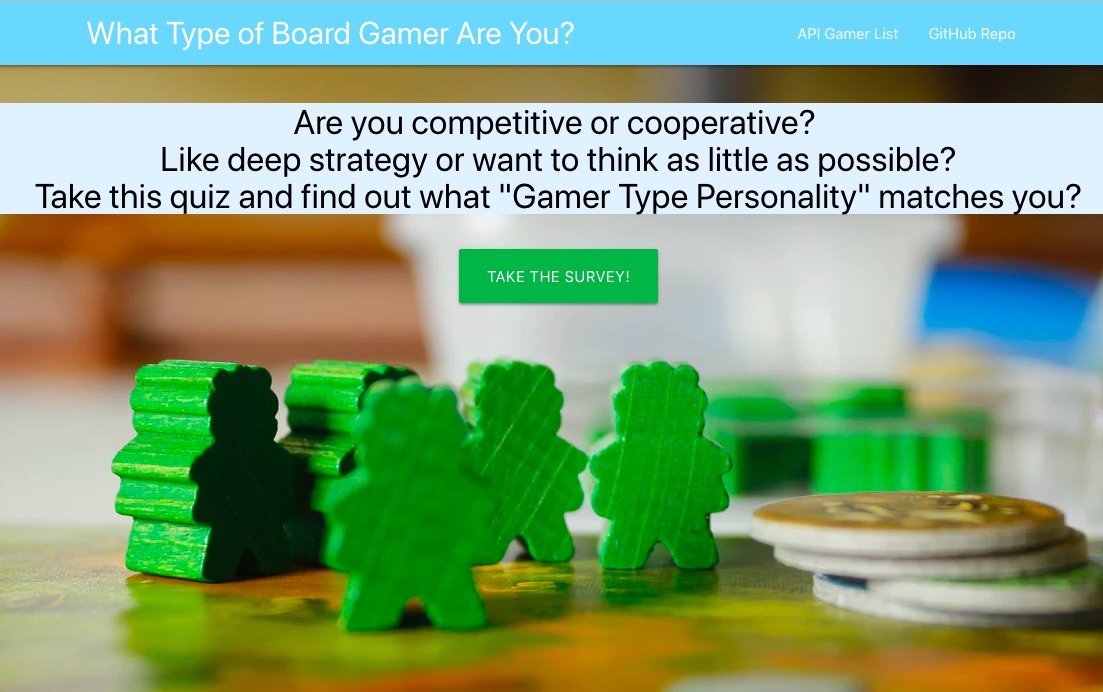 What Type of Board Gamer Are You?
API Gamer List
GitHub Repo
Are you competitive or cooperative?
Like deep strategy or want to think as little as possible?
Take this quiz and find out what "Gamer Type Personality" matches you?
TAKE THE SURVEY!